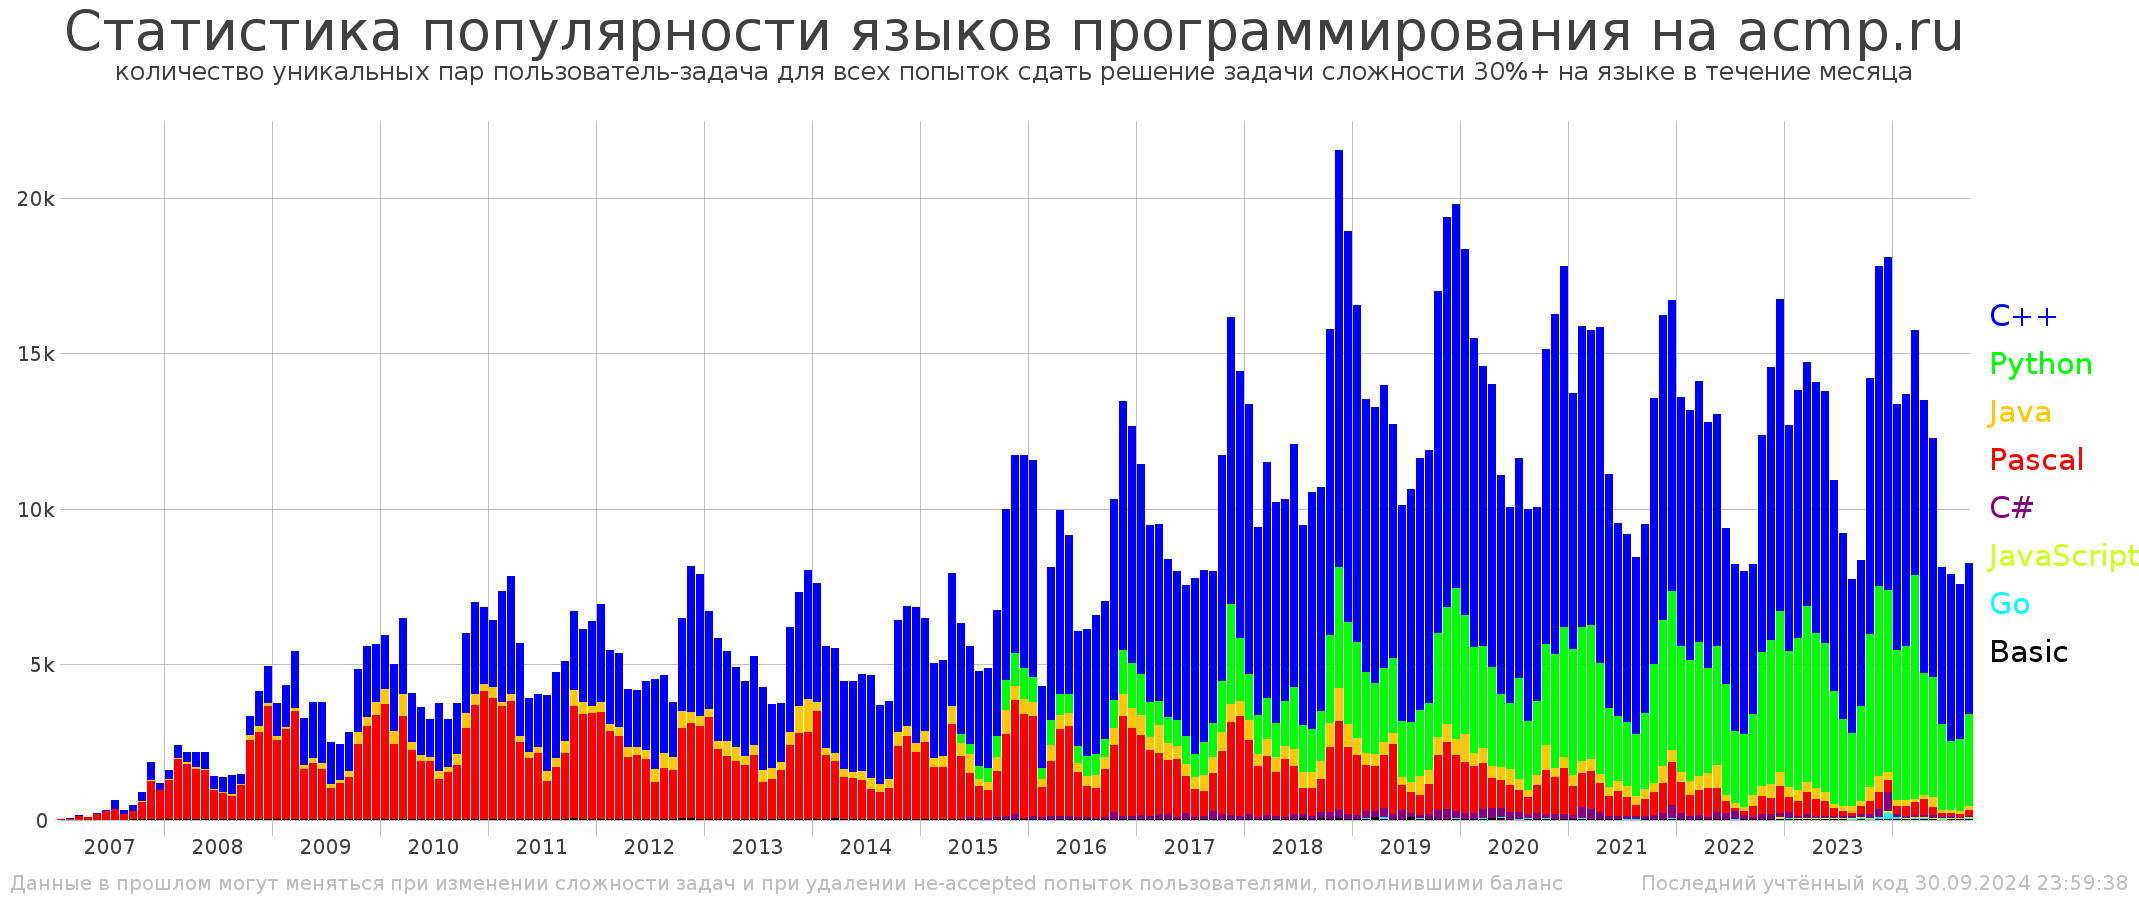 Статистика популярности языков программирования на acmp.ru
количество уникальных пар пользователь-задача для всех попыток сдать решение задачи сложности 30%+ на языке в течение месяца
20k
15k
10k
5k
0
C++
Python
Java
Pascal
C#
JavaScript
Go
Basic
2007 2008 2009 2010 2011 2012 2013 2014 2015 2016 2017 2018 2019 2020 2021 2022 2023
Данные в прошлом могут меняться при изменении сложности задач и при удалении не-accepted попыток пользователями, пополнившими баланс
Последний учтённый код 30.09.2024 23:59:38